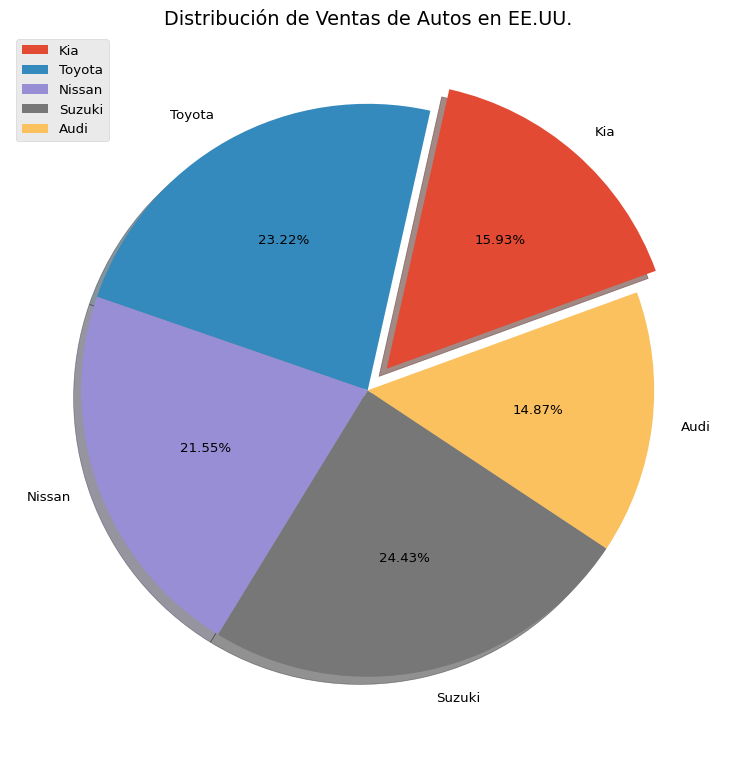 Distribución de Ventas de Autos en EE.UU.
Kia
Toyota
Nissan
Suzuki
Audi
Toyota
Kia
23.22%
15.93%
14.87%
Audi
21.55%
Nissan
24.43%
Suzuki